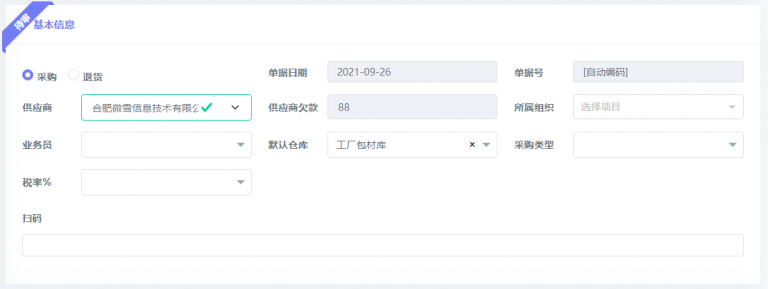 待审
基本信息
采购 退货 单据日期 2021-09-26 单据号 [自动编码]
供应商 合肥微雪信息技术有限公 供应商欠款 88 所属组织 选择项目
业务员 默认仓库 工厂包材库 × 采购类型
税率%
扫码